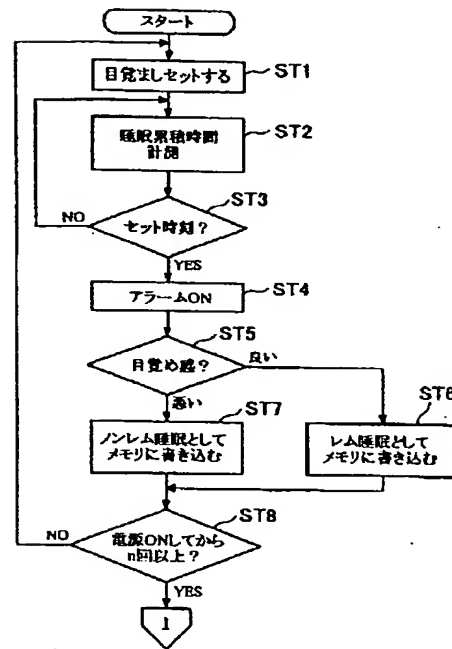 スタート
目覚ましセットする
ST1
睡眠累積時間
計測
ST2
ST3
セット時刻?
NO
YES
ST4
アラームON
ST5
目覚め感?
良い
悪い
ST7
ノンレム睡眠として
メモリに書き込む
ST6
レム睡眠として
メモリに書き込む
ST8
NO
電源ONしてから
n回以上?
YES
1